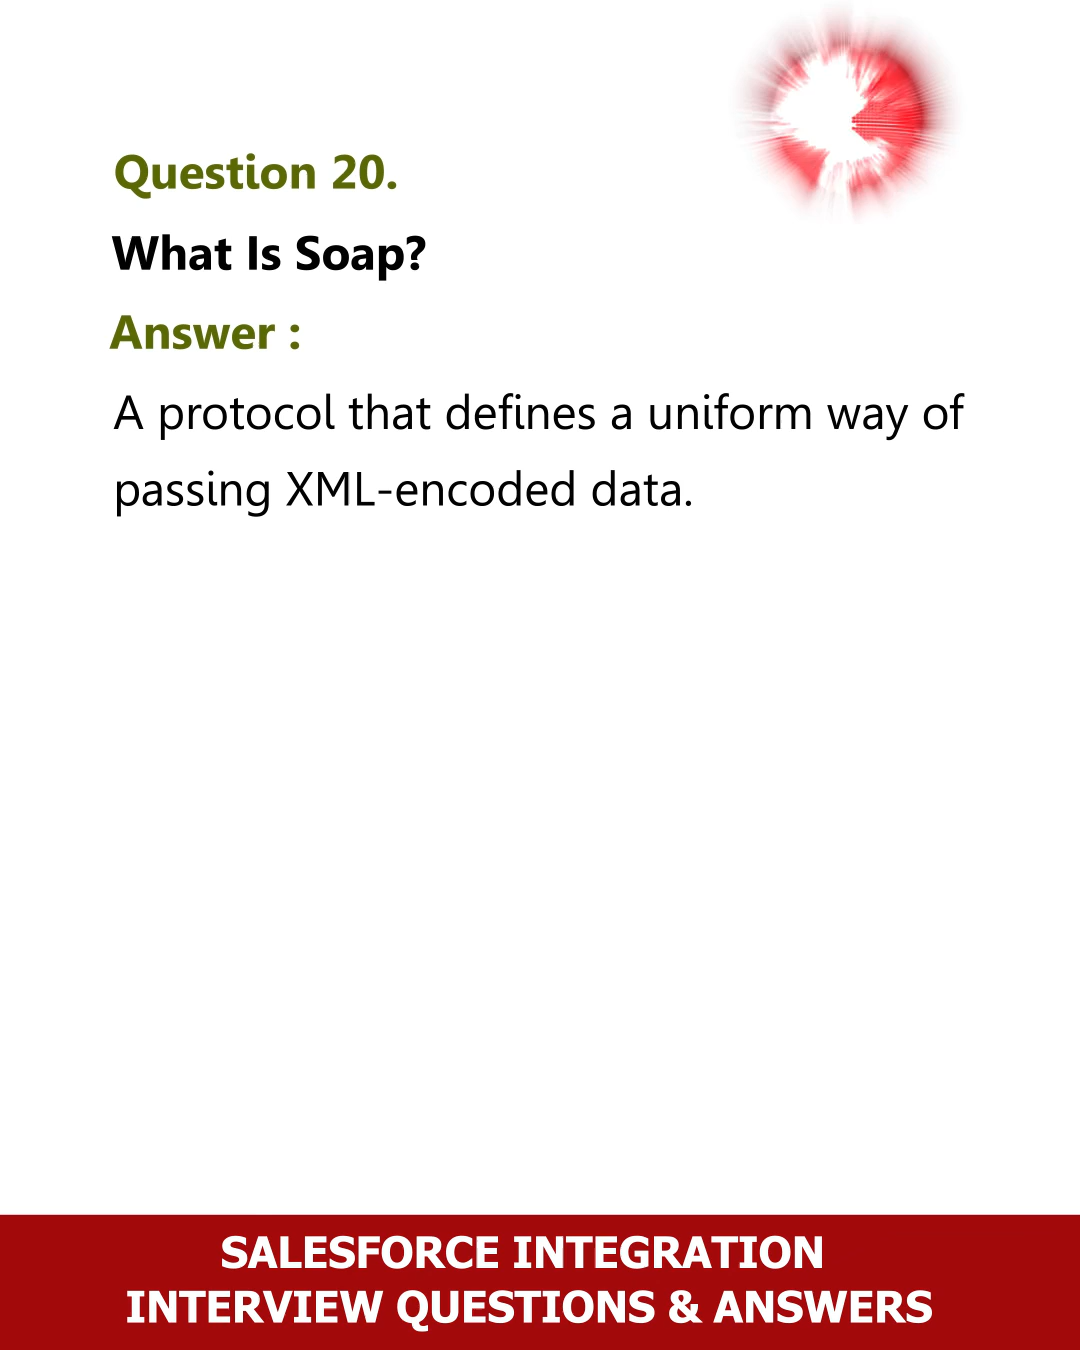 Question 20.
What Is Soap?
Answer :
A protocol that defines a uniform way of
passing XML-encoded data.
SALESFORCE INTEGRATION
INTERVIEW QUESTIONS & ANSWERS